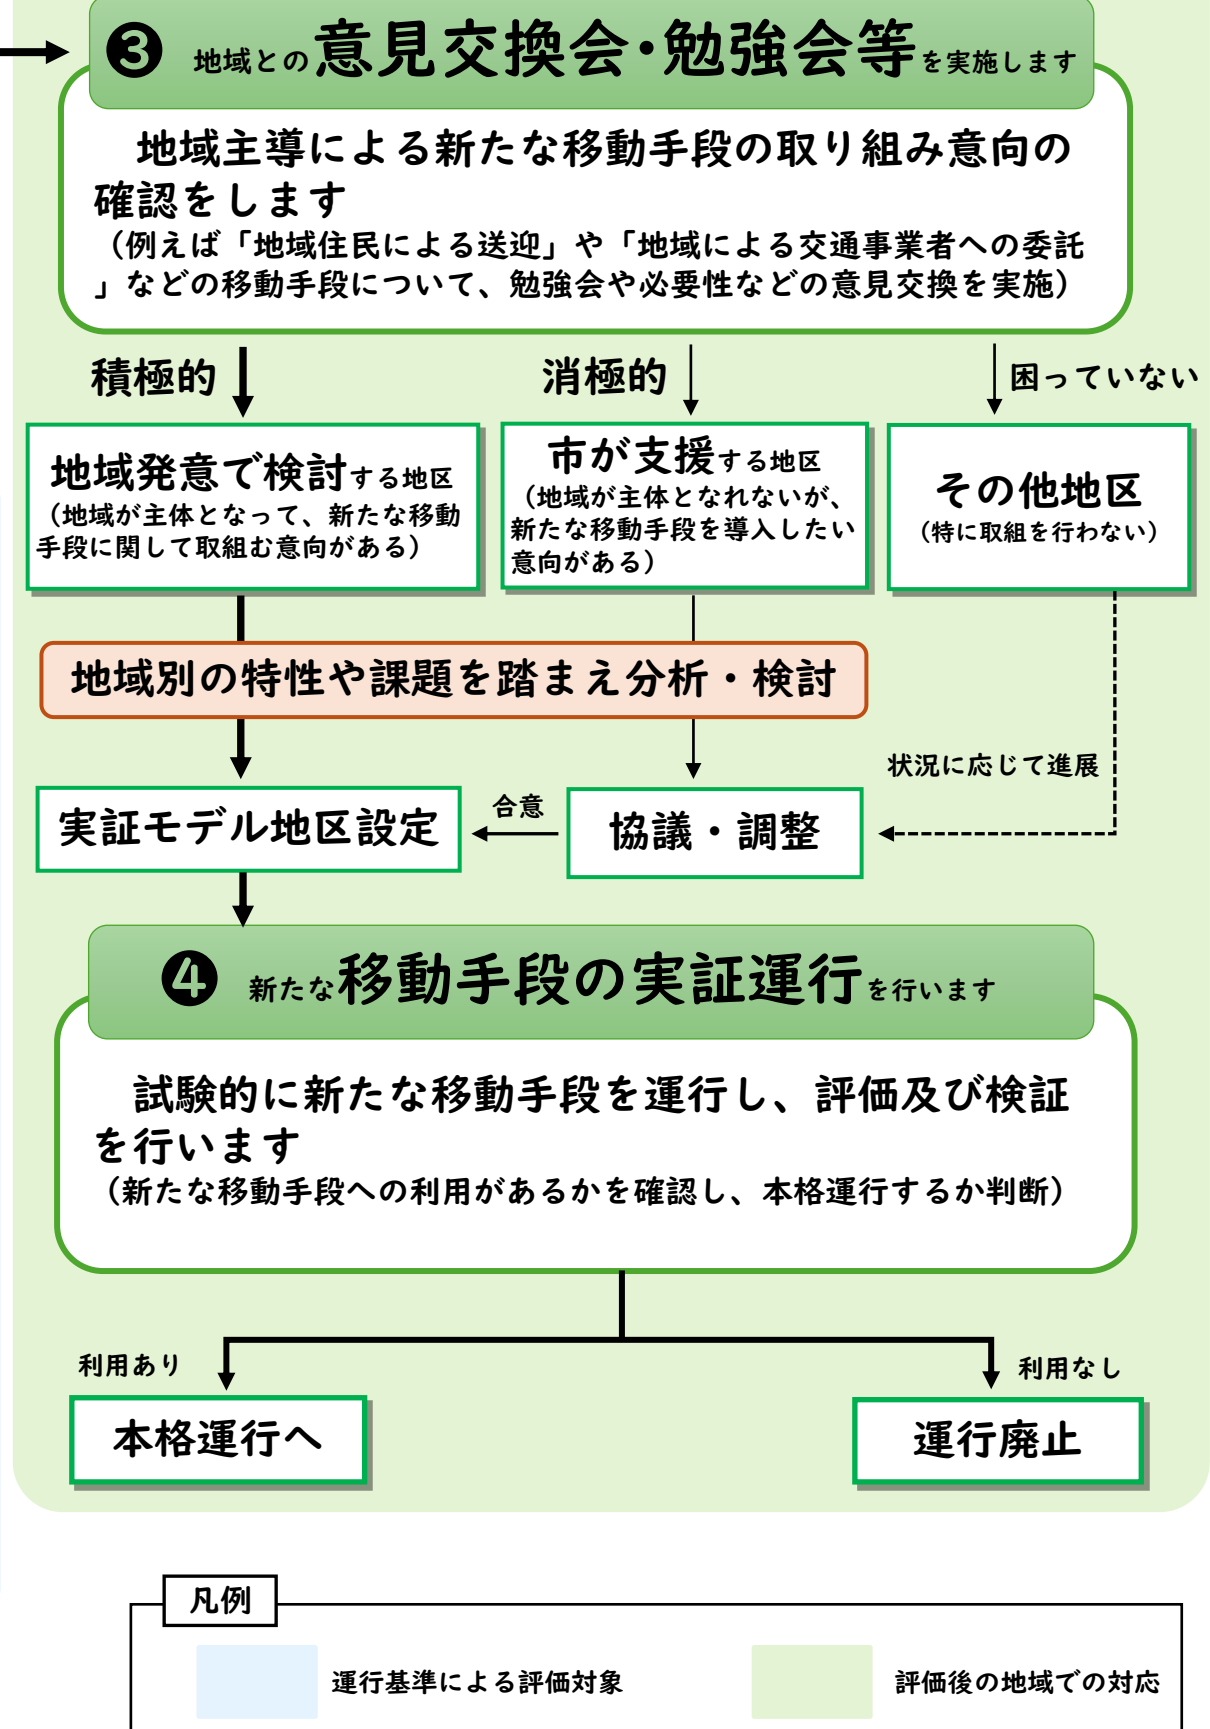 ❸ 地域との意見交換会・勉強会等を実施します
地域主導による新たな移動手段の取り組み意向の
確認をします
（例えば「地域住民による送迎」や「地域による交通事業者への委託
」などの移動手段について、勉強会や必要性などの意見交換を実施）
積極的
消極的
困っていない
地域発意で検討する地区
（地域が主体となって、新たな移動
手段に関して取組む意向がある）
市が支援する地区
（地域が主体となれないが、
新たな移動手段を導入したい
意向がある）
その他地区
（特に取組を行わない）
地域別の特性や課題を踏まえ分析・検討
状況に応じて進展
実証モデル地区設定
合意
協議・調整
❹ 新たな移動手段の実証運行を行います
試験的に新たな移動手段を運行し、評価及び検証
を行います
（新たな移動手段への利用があるかを確認し、本格運行するか判断）
利用あり
利用なし
本格運行へ
運行廃止
凡例
運行基準による評価対象
評価後の地域での対応